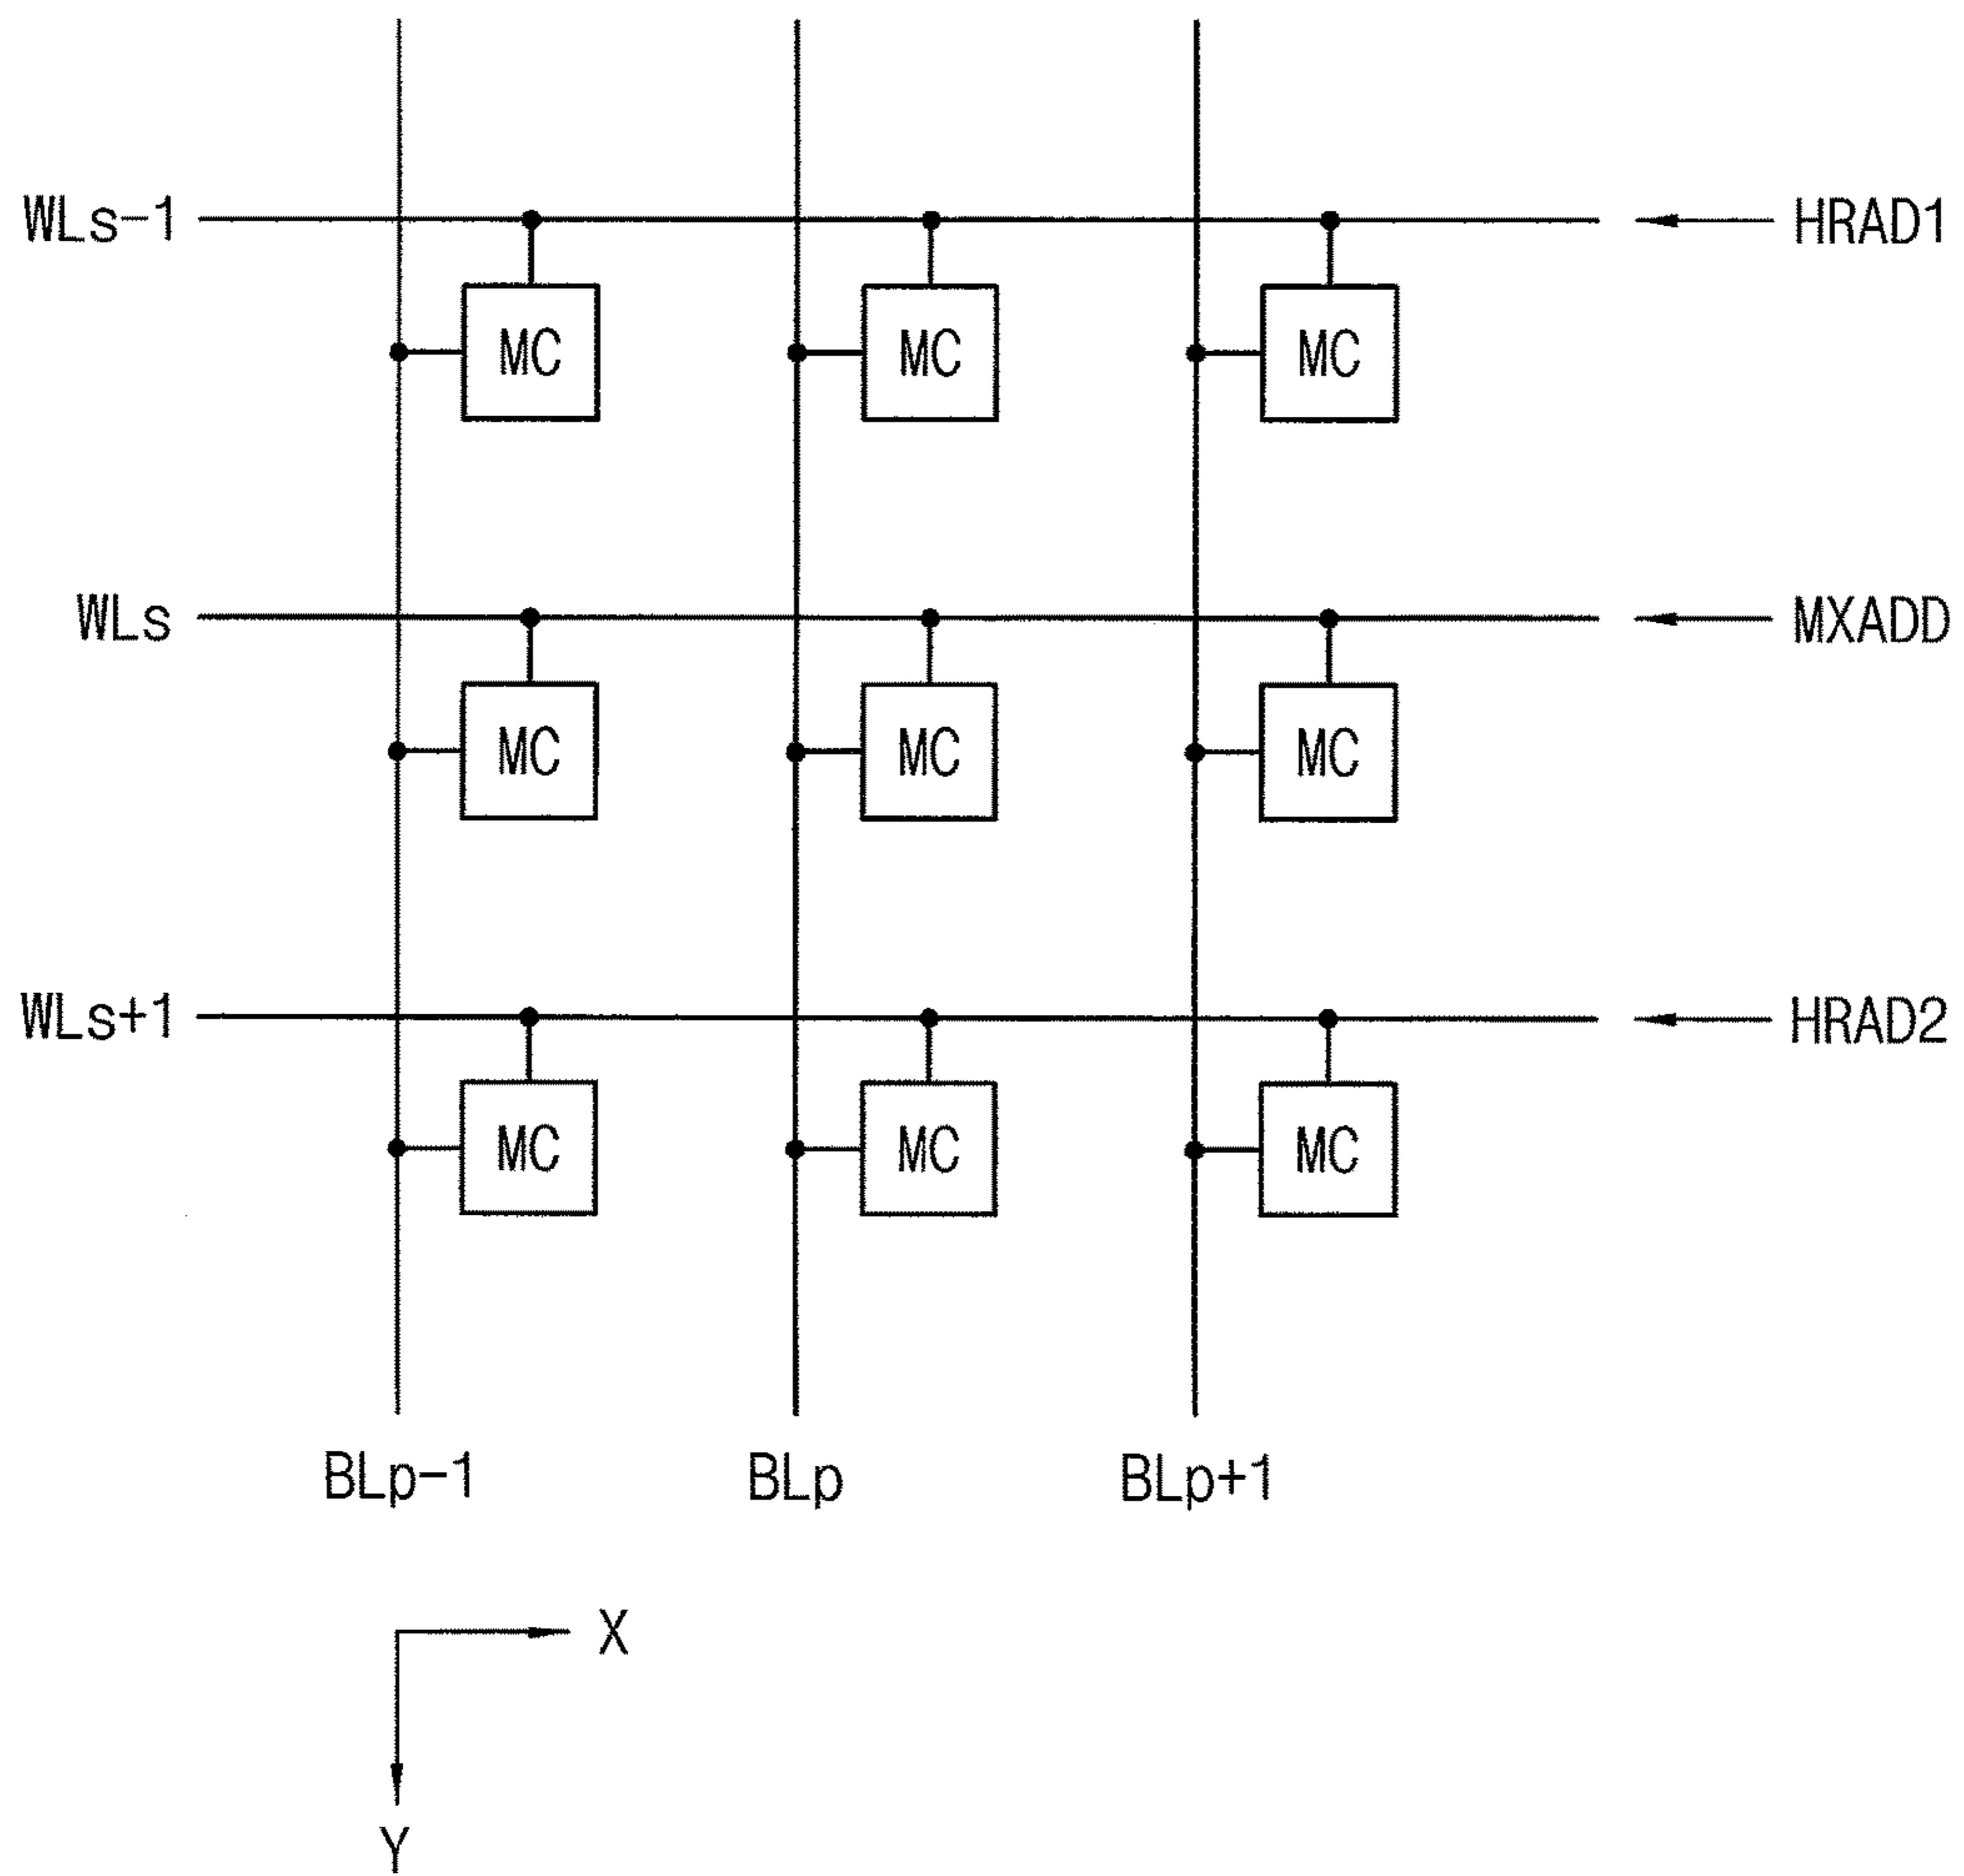 WLs-1 HRAD1
MC MC MC
WLs MXADD
MC MC MC
WLs+1 HRAD2
MC MC MC
BLp-1 BLp BLp+1
X
Y